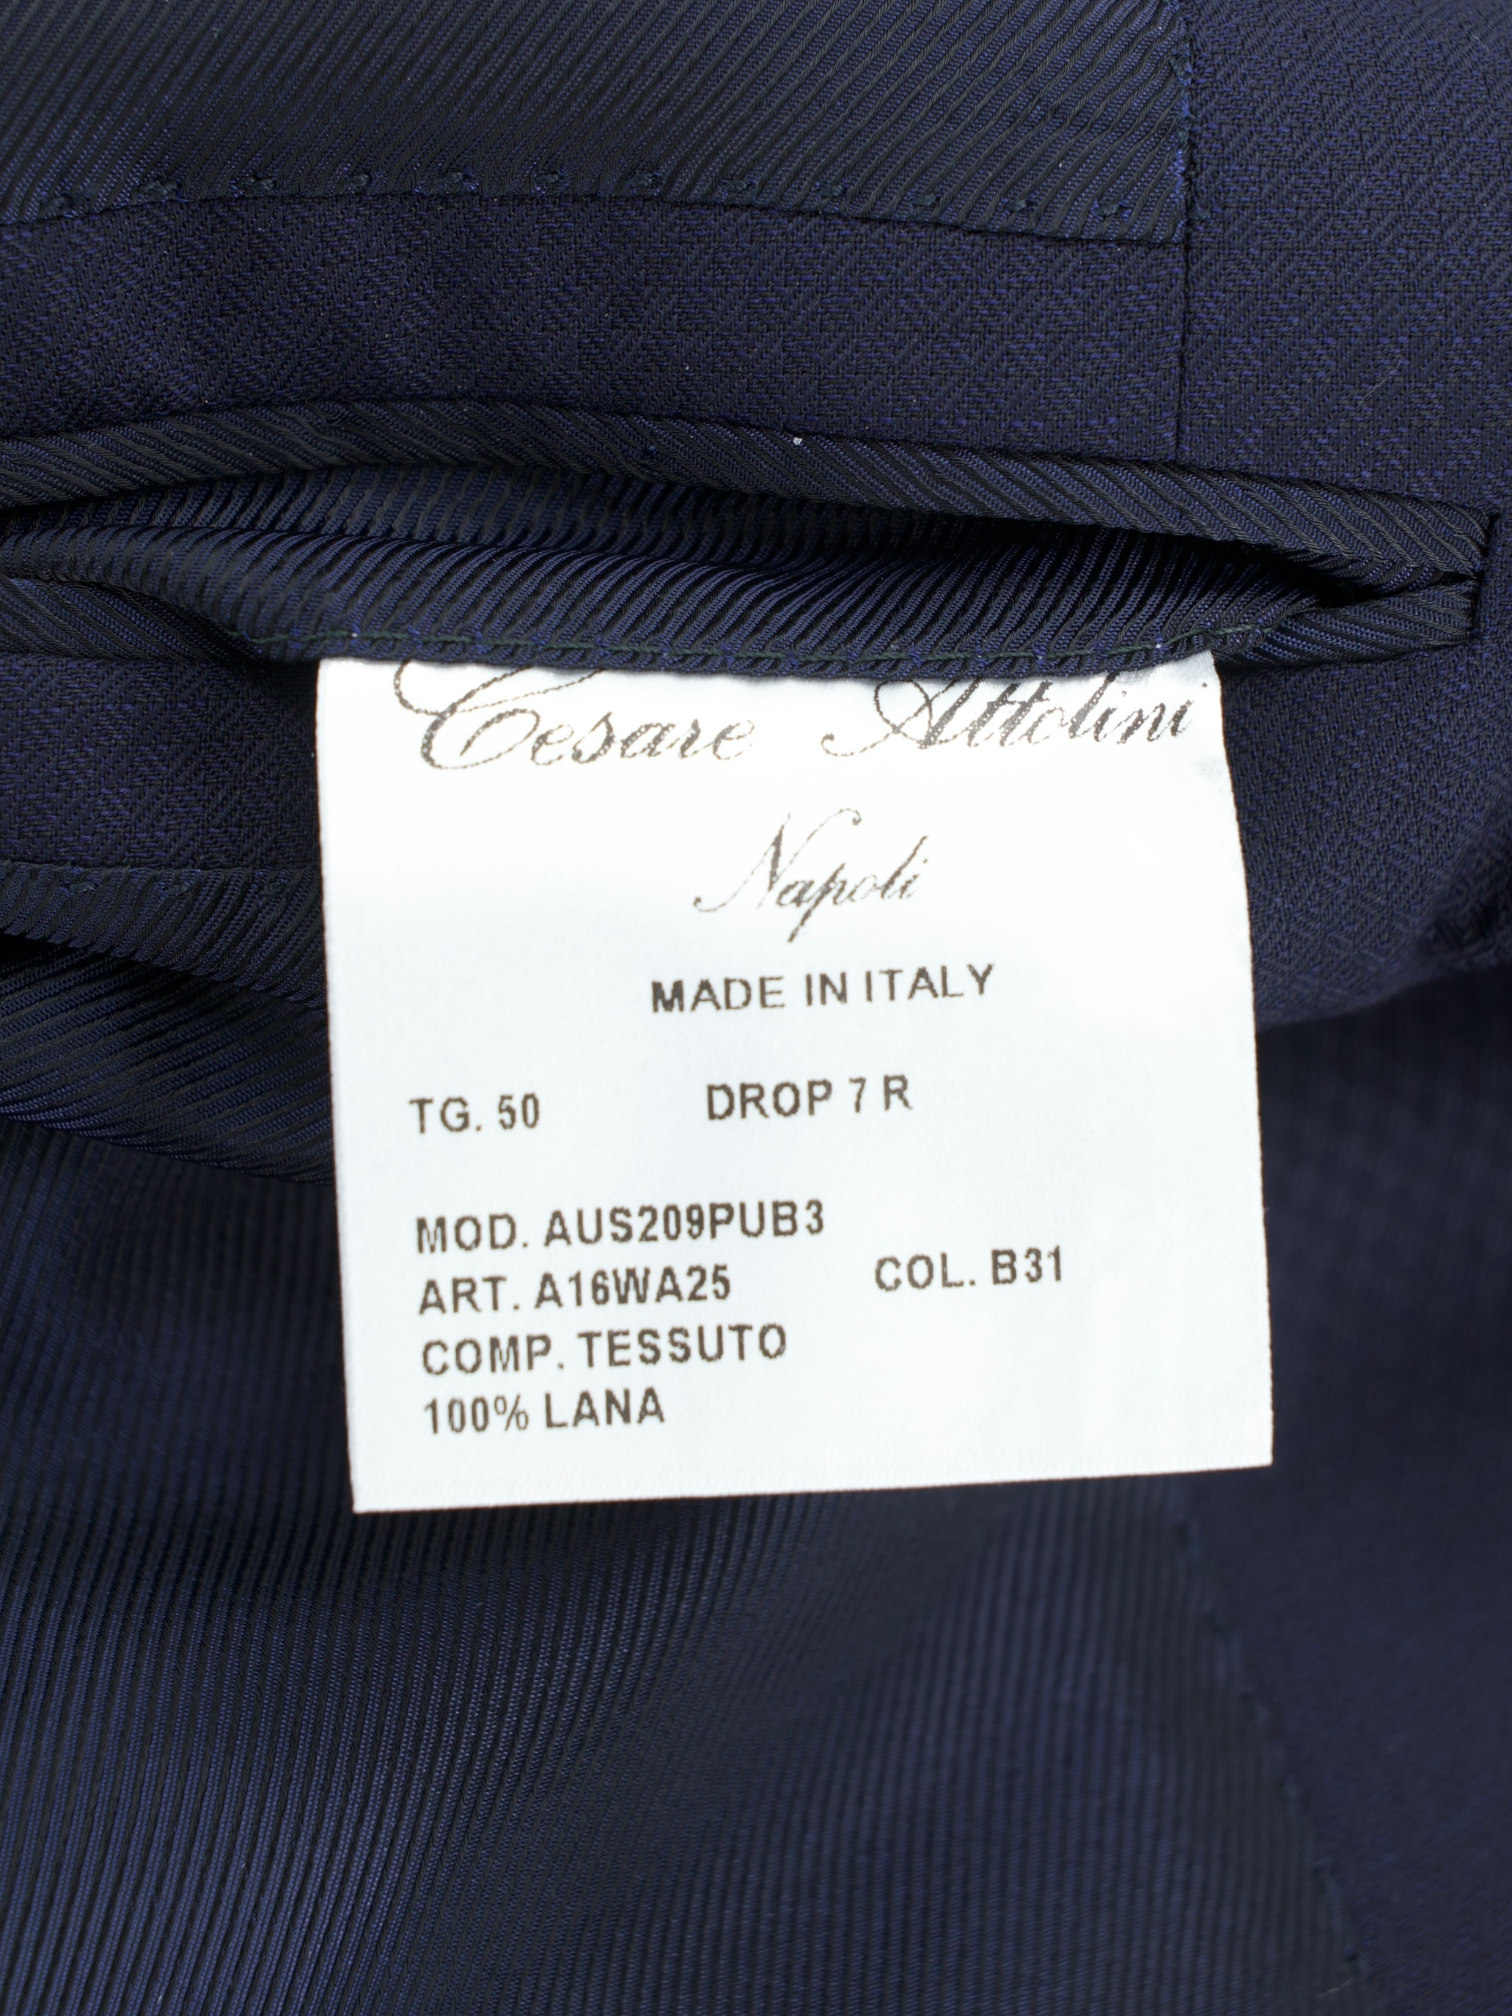 Cesare Attolini
Napoli
MADE IN ITALY
TG. 50 DROP 7 R
MOD. AUS209PUB3
ART. A16WA25 COL. B31
COMP. TESSUTO
100% LANA